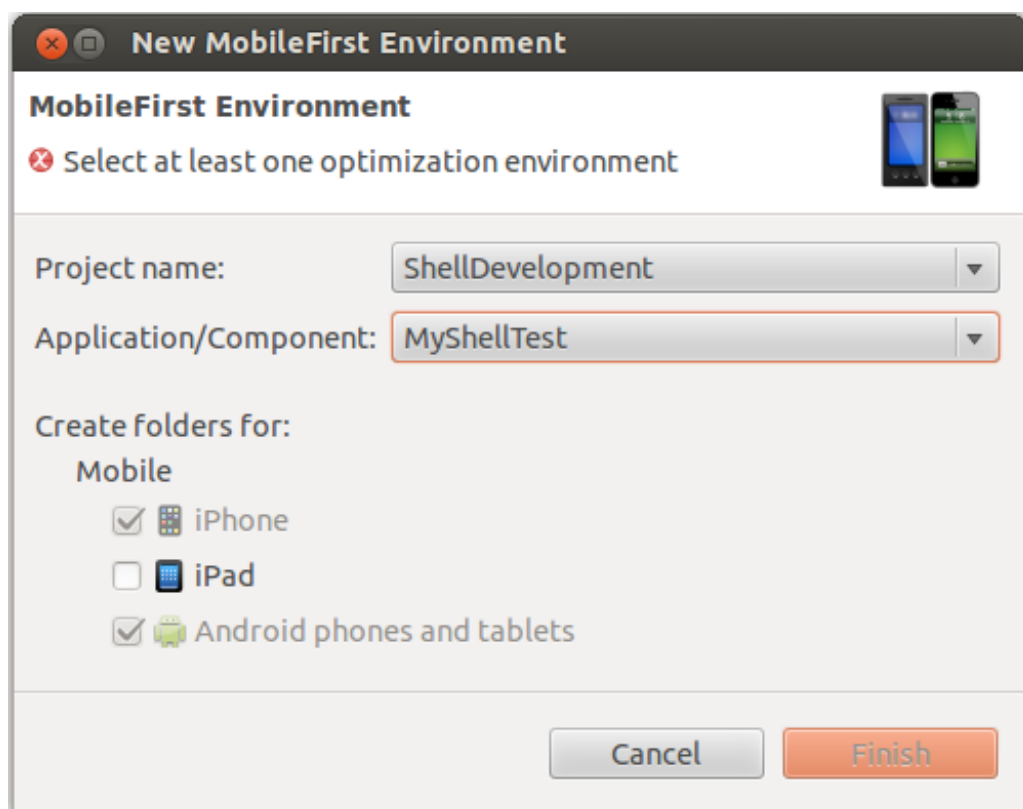 New MobileFirst Environment
MobileFirst Environment
Select at least one optimization environment
Project name: ShellDevelopment
Application/Component: MyShellTest
Create folders for:
Mobile
iPhone
iPad
Android phones and tablets
Cancel Finish